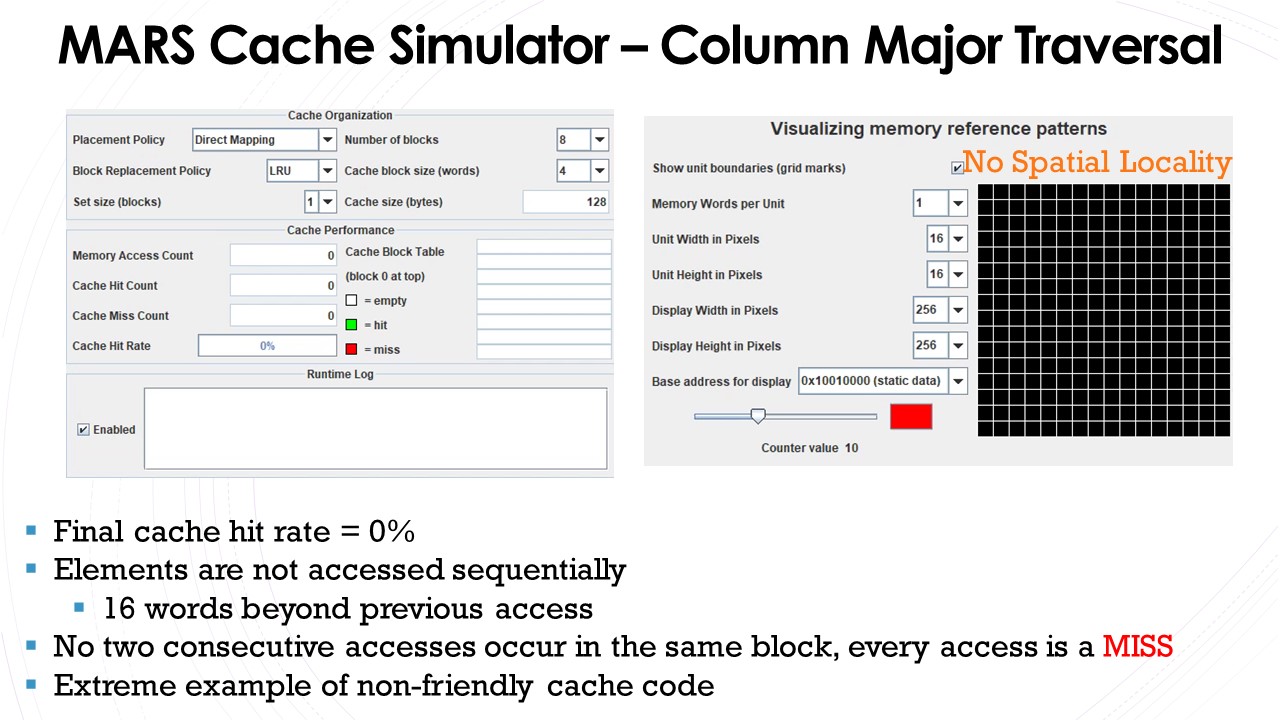 MARS Cache Simulator – Column Major Traversal
Cache Organization
Placement Policy Direct Mapping Number of blocks 8
Block Replacement Policy LRU Cache block size (words) 4
Set size (blocks) 1 Cache size (bytes) 128
Cache Performance
Memory Access Count 0 Cache Block Table
(block 0 at top)
Cache Hit Count 0
= empty
Cache Miss Count 0
= hit
Cache Hit Rate 0%
= miss
Runtime Log
Enabled
Visualizing memory reference patterns
Show unit boundaries (grid marks)
No Spatial Locality
Memory Words per Unit 1
Unit Width in Pixels 16
Unit Height in Pixels 16
Display Width in Pixels 256
Display Height in Pixels 256
Base address for display 0x10010000 (static data)
Counter value 10
Final cache hit rate = 0%
Elements are not accessed sequentially
16 words beyond previous access
No two consecutive accesses occur in the same block, every access is a MISS
Extreme example of non-friendly cache code